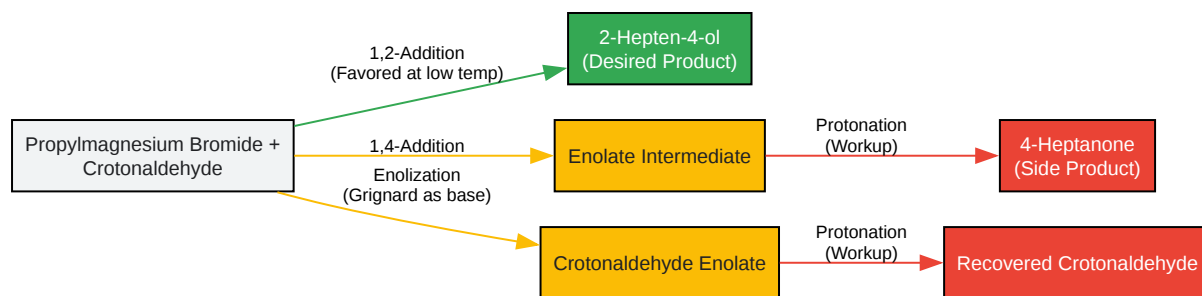 2-Hepten-4-ol
(Desired Product)
1,2-Addition
(Favored at low temp)
Propylmagnesium Bromide +
Crotonaldehyde
1,4-Addition
Enolate Intermediate
Protonation
(Workup)
4-Heptanone
(Side Product)
Enolization
(Grignard as base)
Crotonaldehyde Enolate
Protonation
(Workup)
Recovered Crotonaldehyde